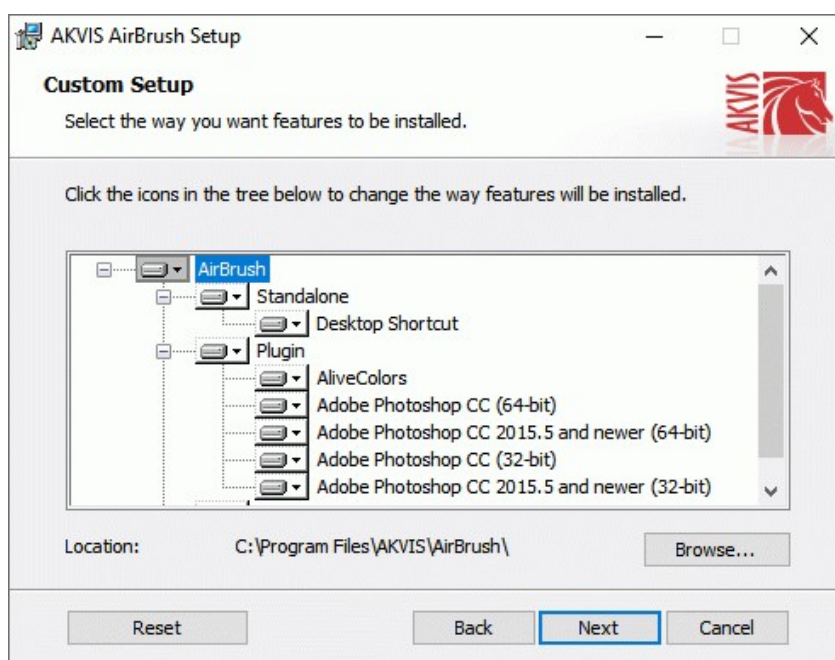 AKVIS AirBrush Setup
Custom Setup
Select the way you want features to be installed.
AKVIS
Click the icons in the tree below to change the way features will be installed.
AirBrush
Standalone
Desktop Shortcut
Plugin
AliveColors
Adobe Photoshop CC (64-bit)
Adobe Photoshop CC 2015.5 and newer (64-bit)
Adobe Photoshop CC (32-bit)
Adobe Photoshop CC 2015.5 and newer (32-bit)
Location: C:\Program Files\AKVIS\AirBrush\ Browse...
Reset Back Next Cancel